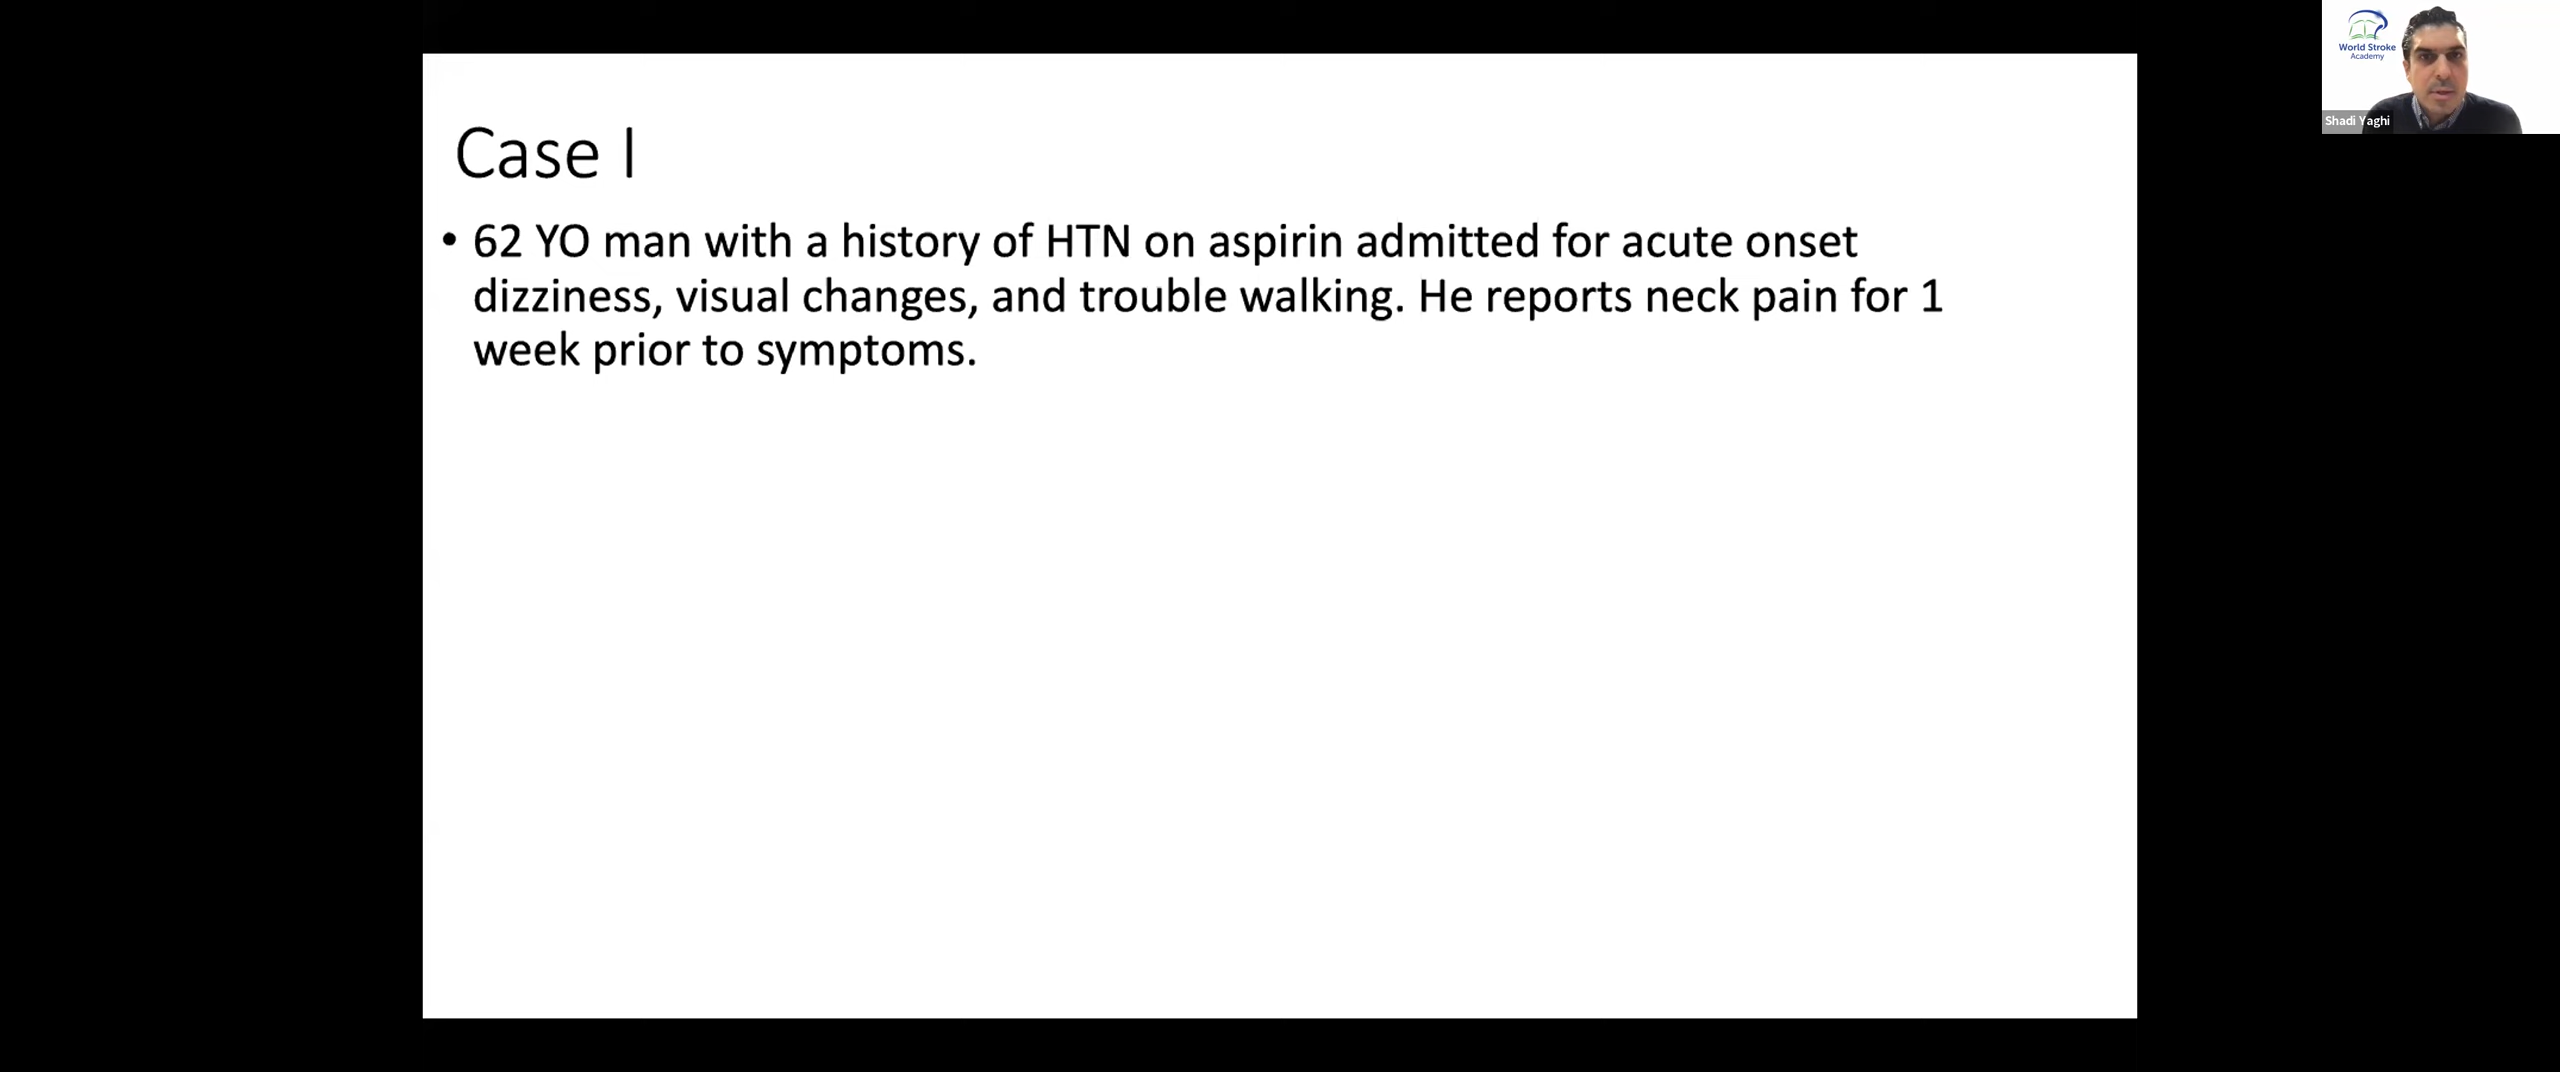 World Stroke
Academy
Shadi Yaghi
Case I
• 62 YO man with a history of HTN on aspirin admitted for acute onset
dizziness, visual changes, and trouble walking. He reports neck pain for 1
week prior to symptoms.